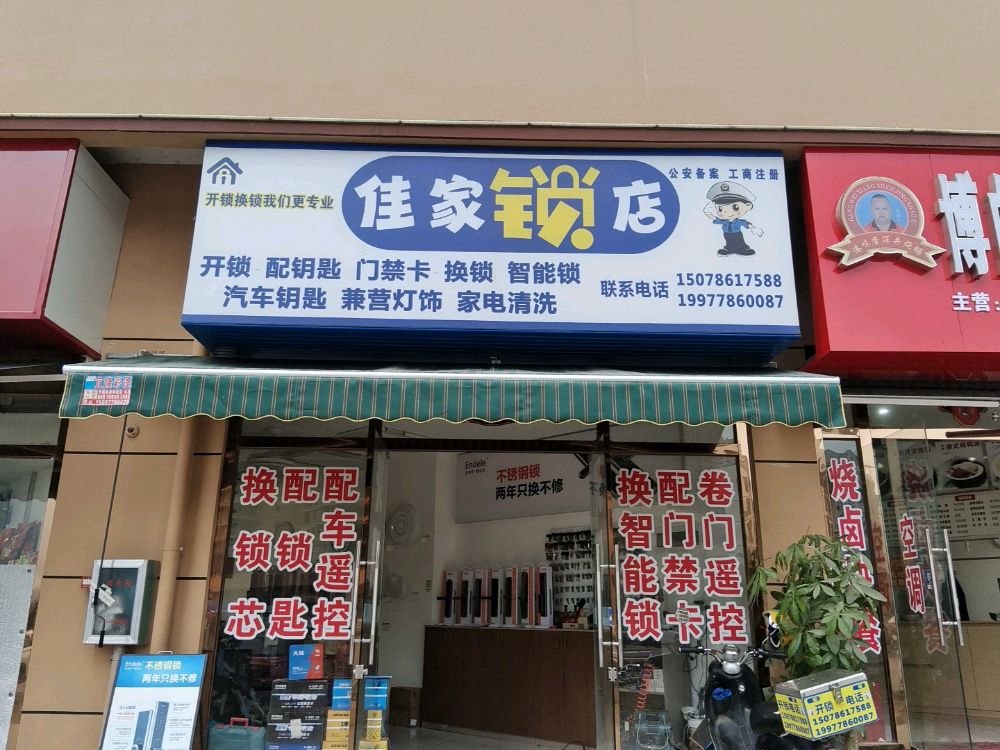 开锁换锁我们更专业
佳家锁店
公安备案 工商注册
开锁 配钥匙 门禁卡 换锁 智能锁
汽车钥匙 兼营灯饰 家电清洗
联系电话
15078617588
19977860087
博
主营:
换锁芯
配锁匙
配车遥控
Endele
不锈钢锁
两年只换不修
换智能锁
配门禁卡
卷门遥控
烧卤
空调
Endele
不锈钢锁
两年只换不修
天能
开锁电话:
15078617588
19977860087